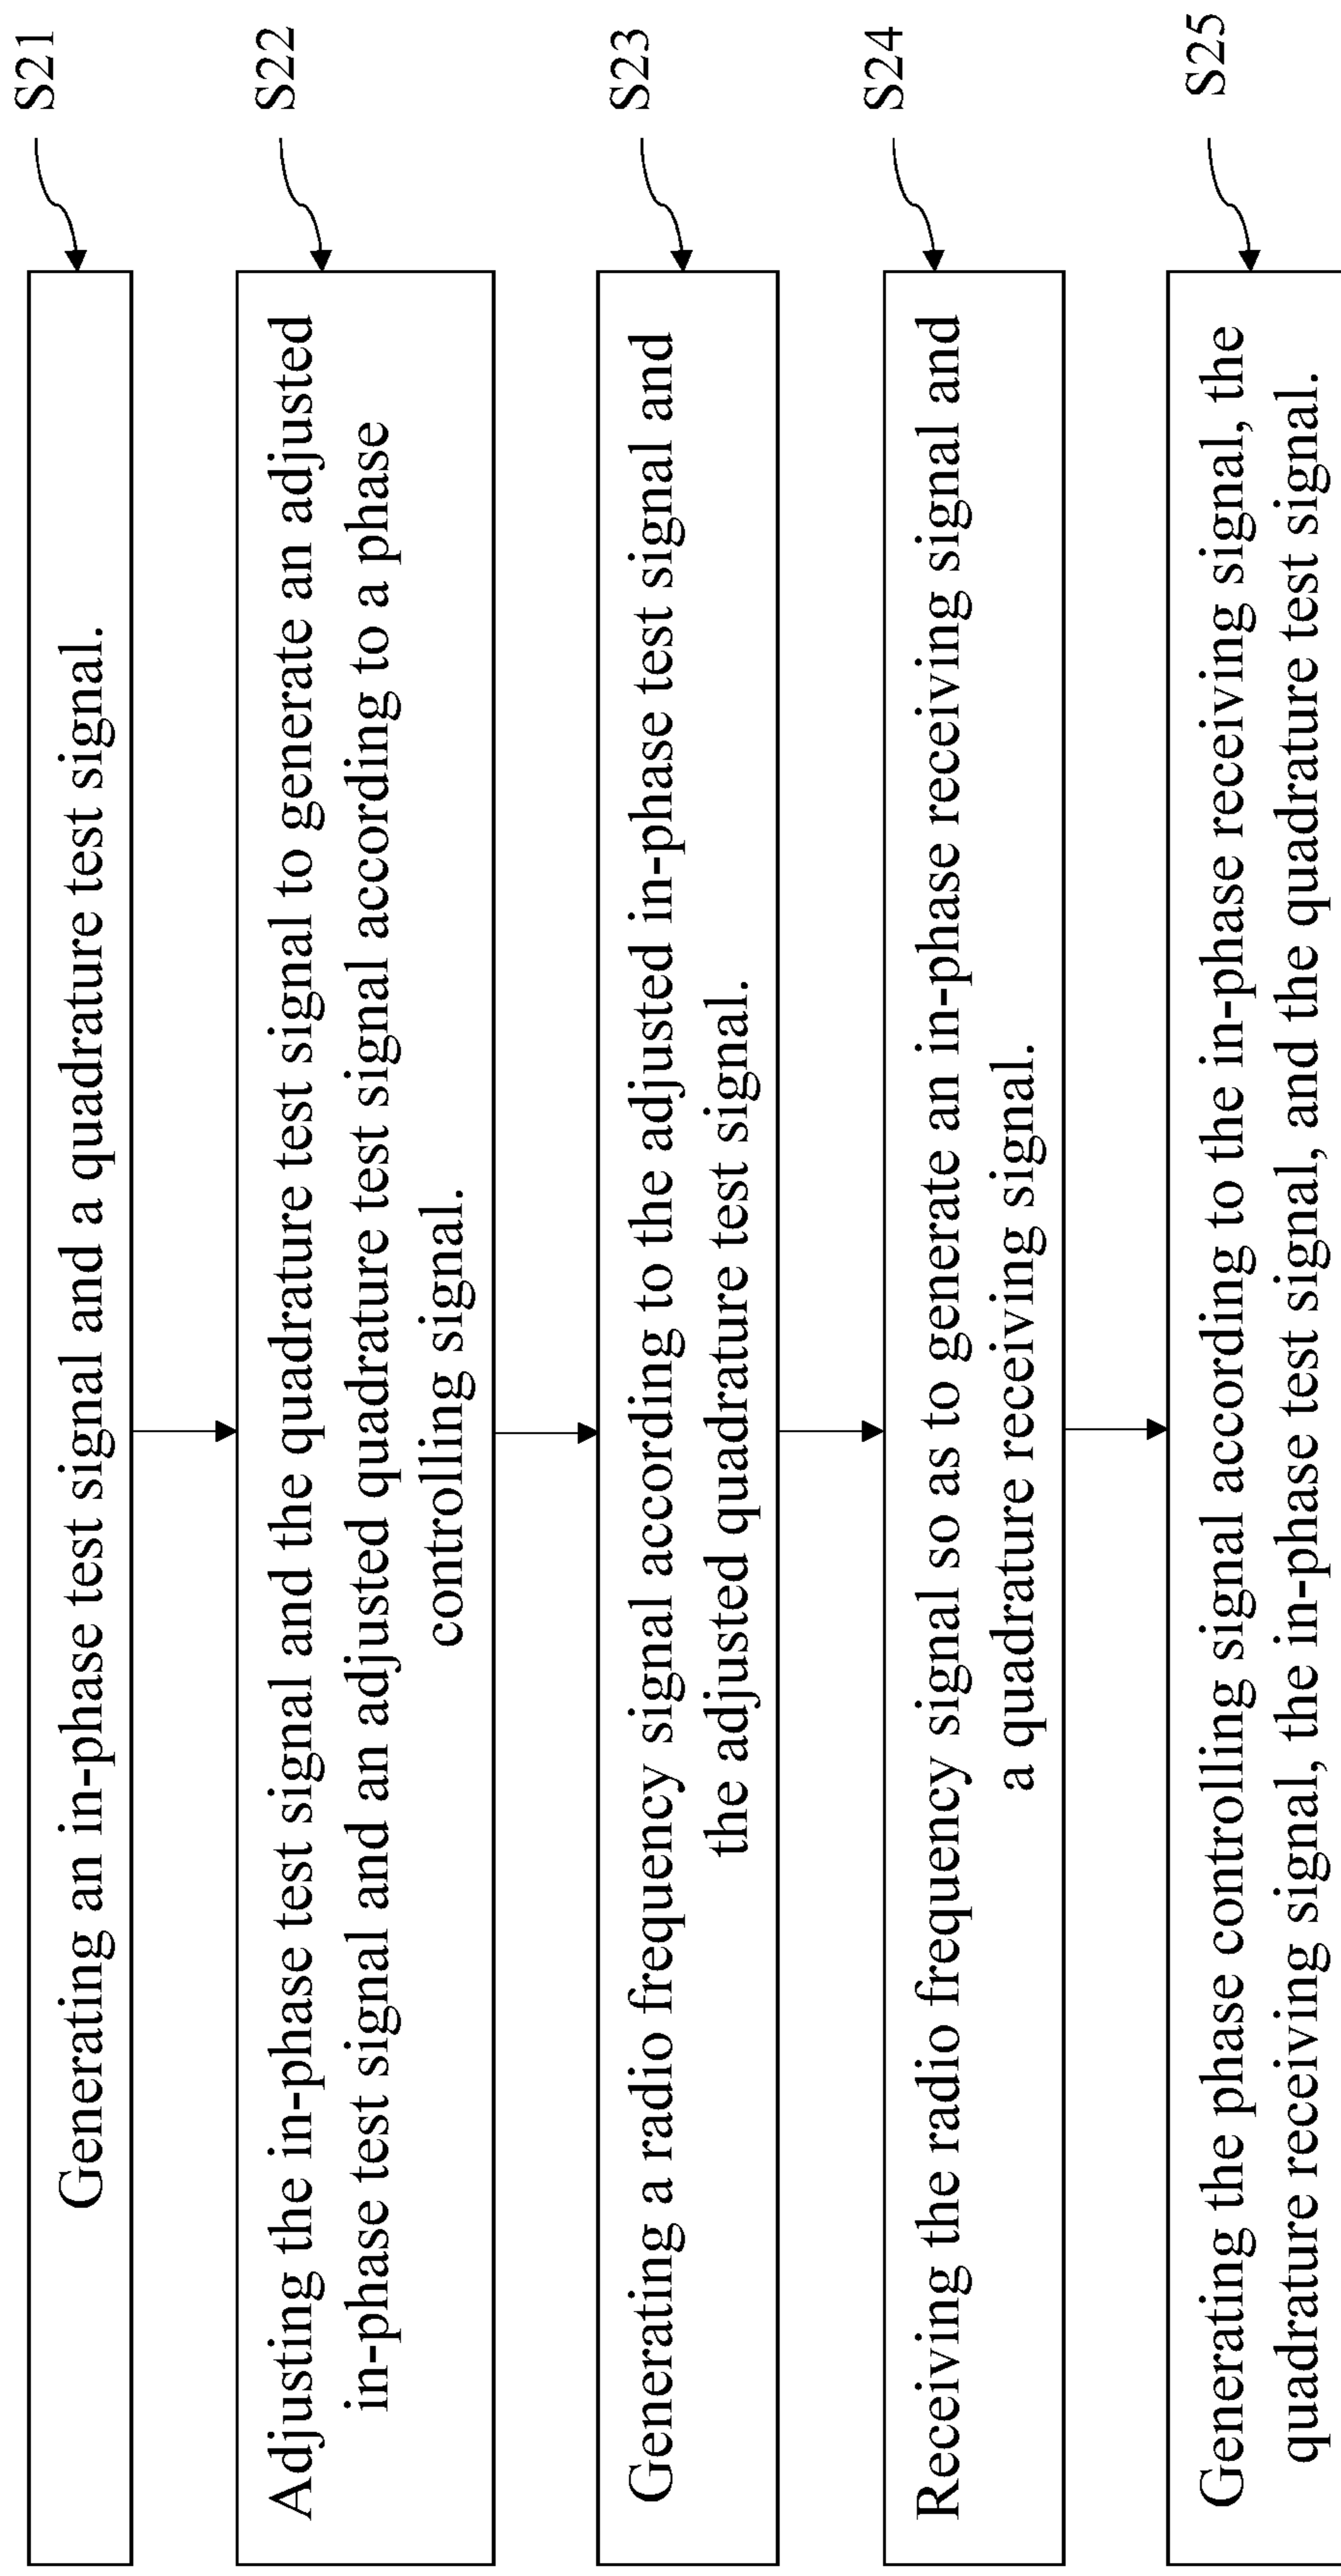 Generating an in-phase test signal and a quadrature test signal.
S21
Adjusting the in-phase test signal and the quadrature test signal to generate an adjusted
in-phase test signal and an adjusted quadrature test signal according to a phase
controlling signal.
S22
Generating a radio frequency signal according to the adjusted in-phase test signal and
the adjusted quadrature test signal.
S23
Receiving the radio frequency signal so as to generate an in-phase receiving signal and
a quadrature receiving signal.
S24
Generating the phase controlling signal according to the in-phase receiving signal, the
quadrature receiving signal, the in-phase test signal, and the quadrature test signal.
S25